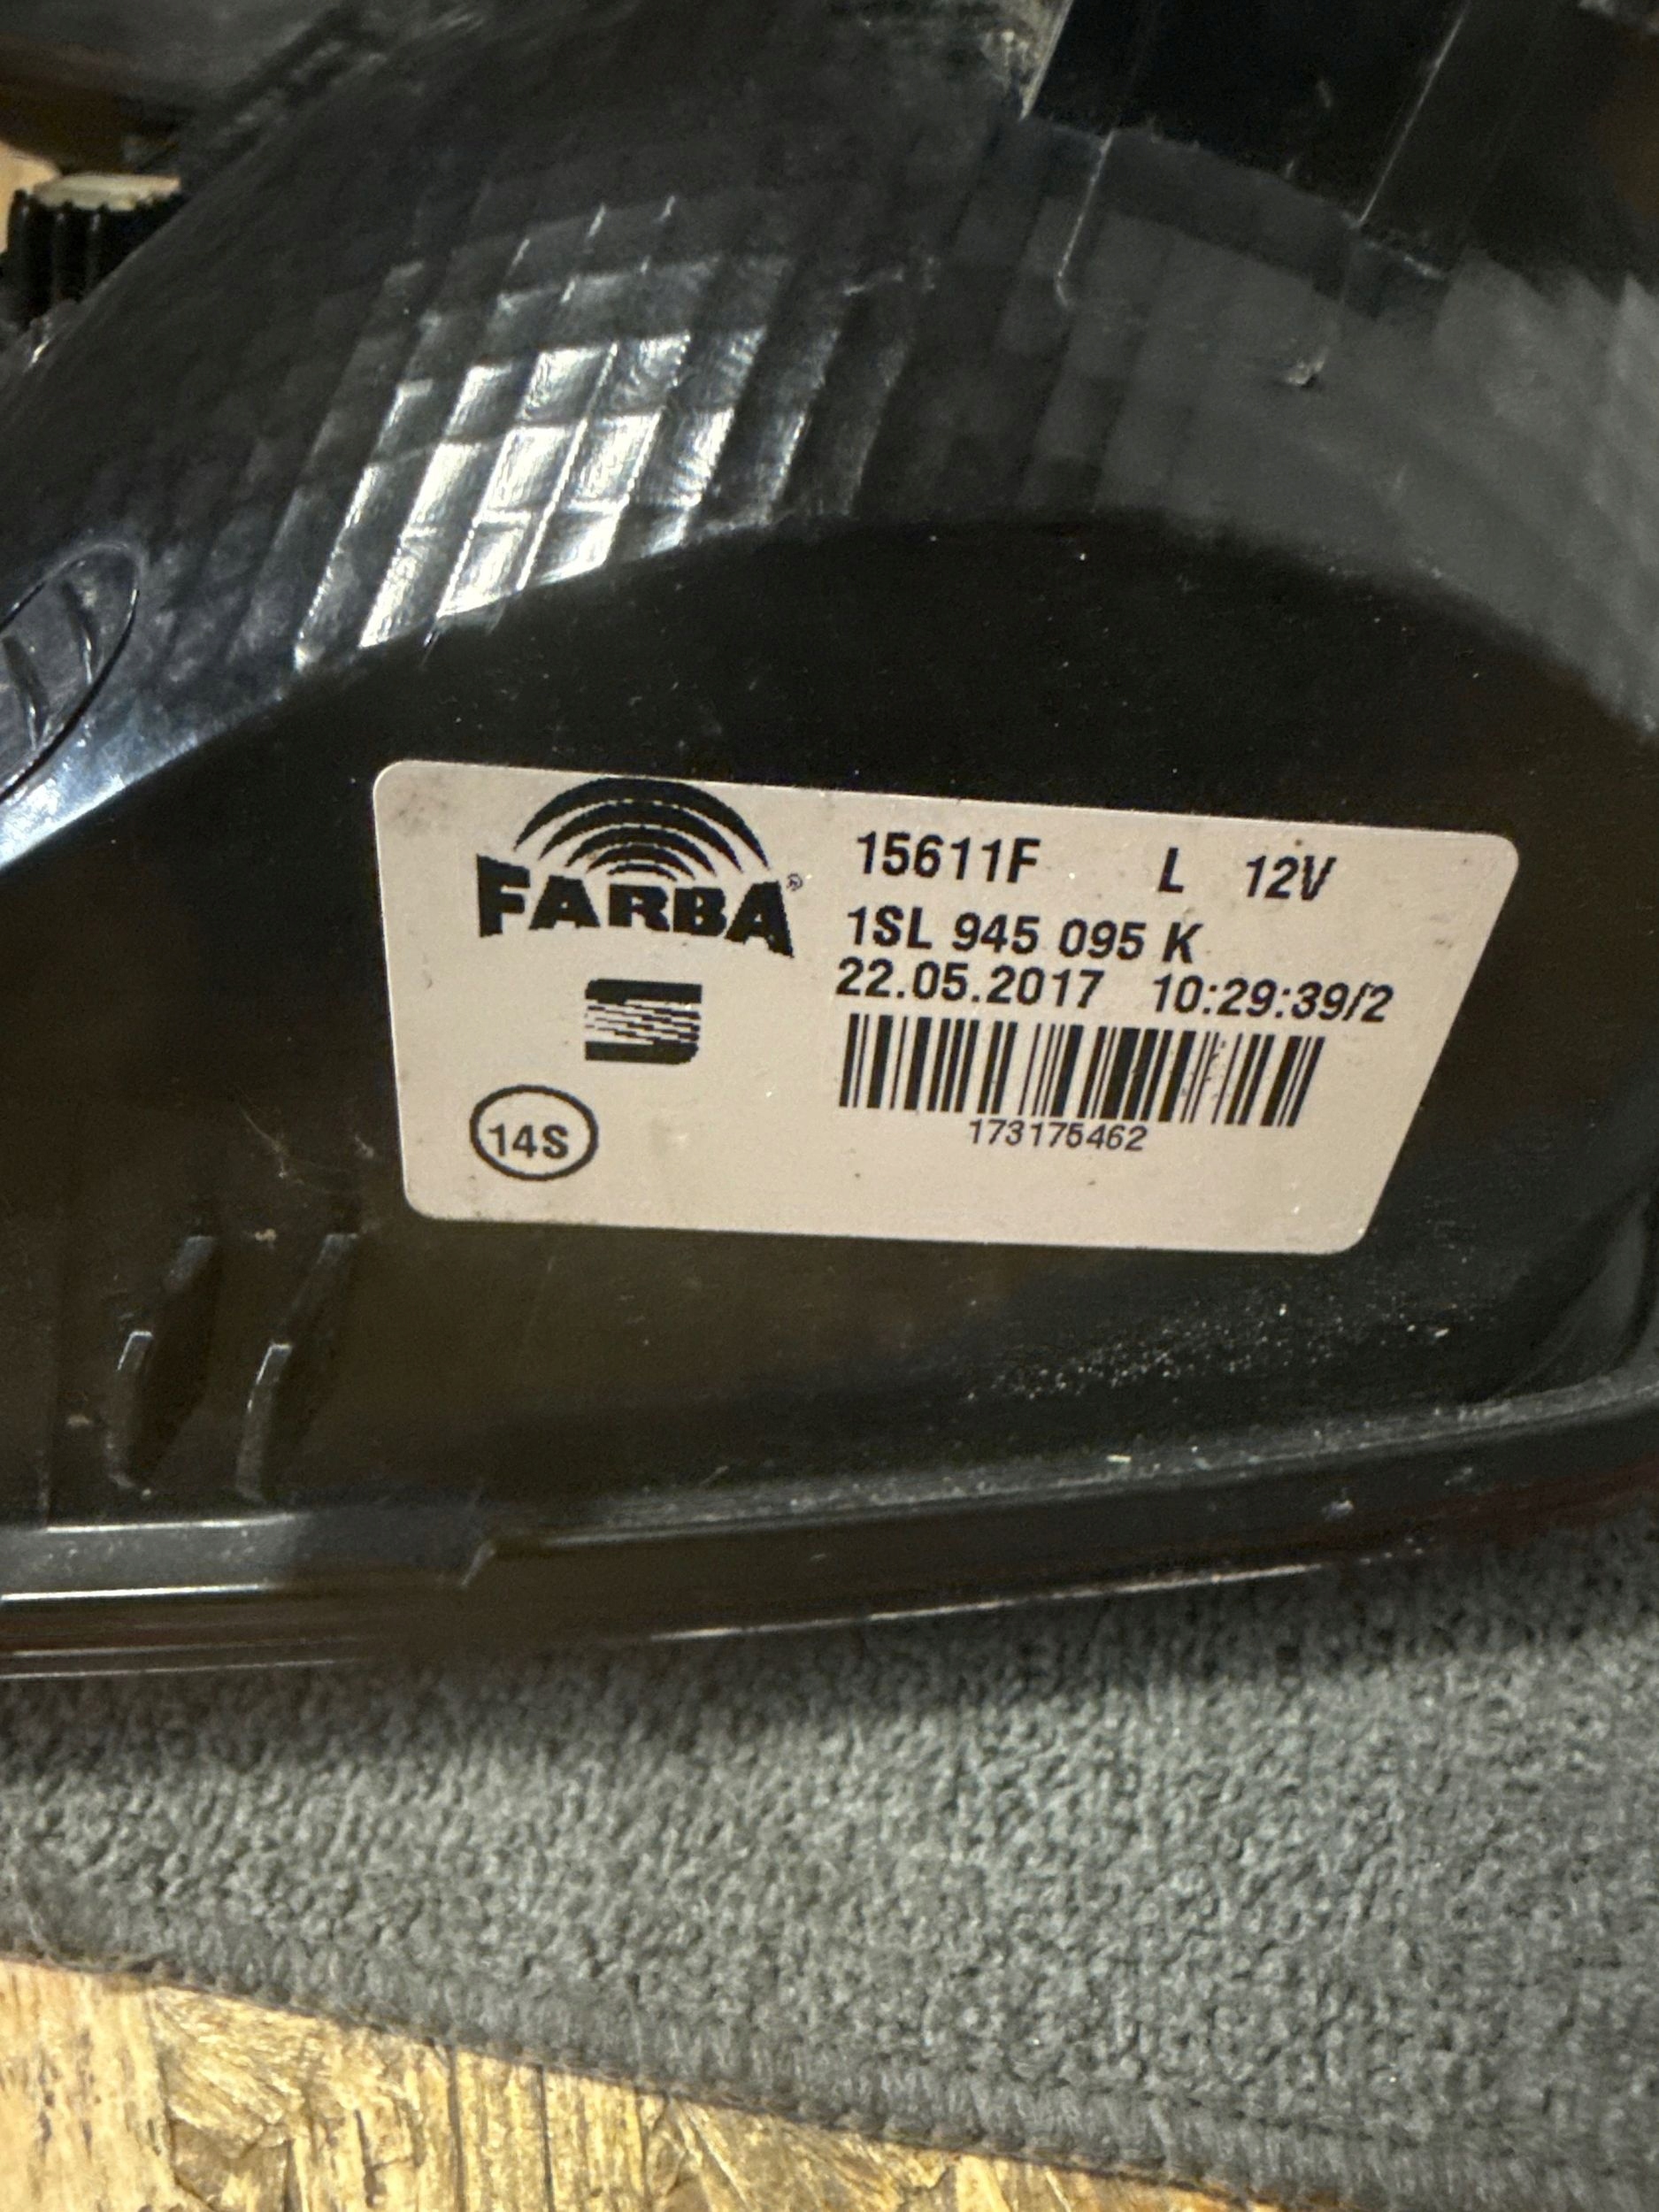 FARBA®
15611F L 12V
1SL 945 095 K
22.05.2017 10:29:39/2
173175462
14S